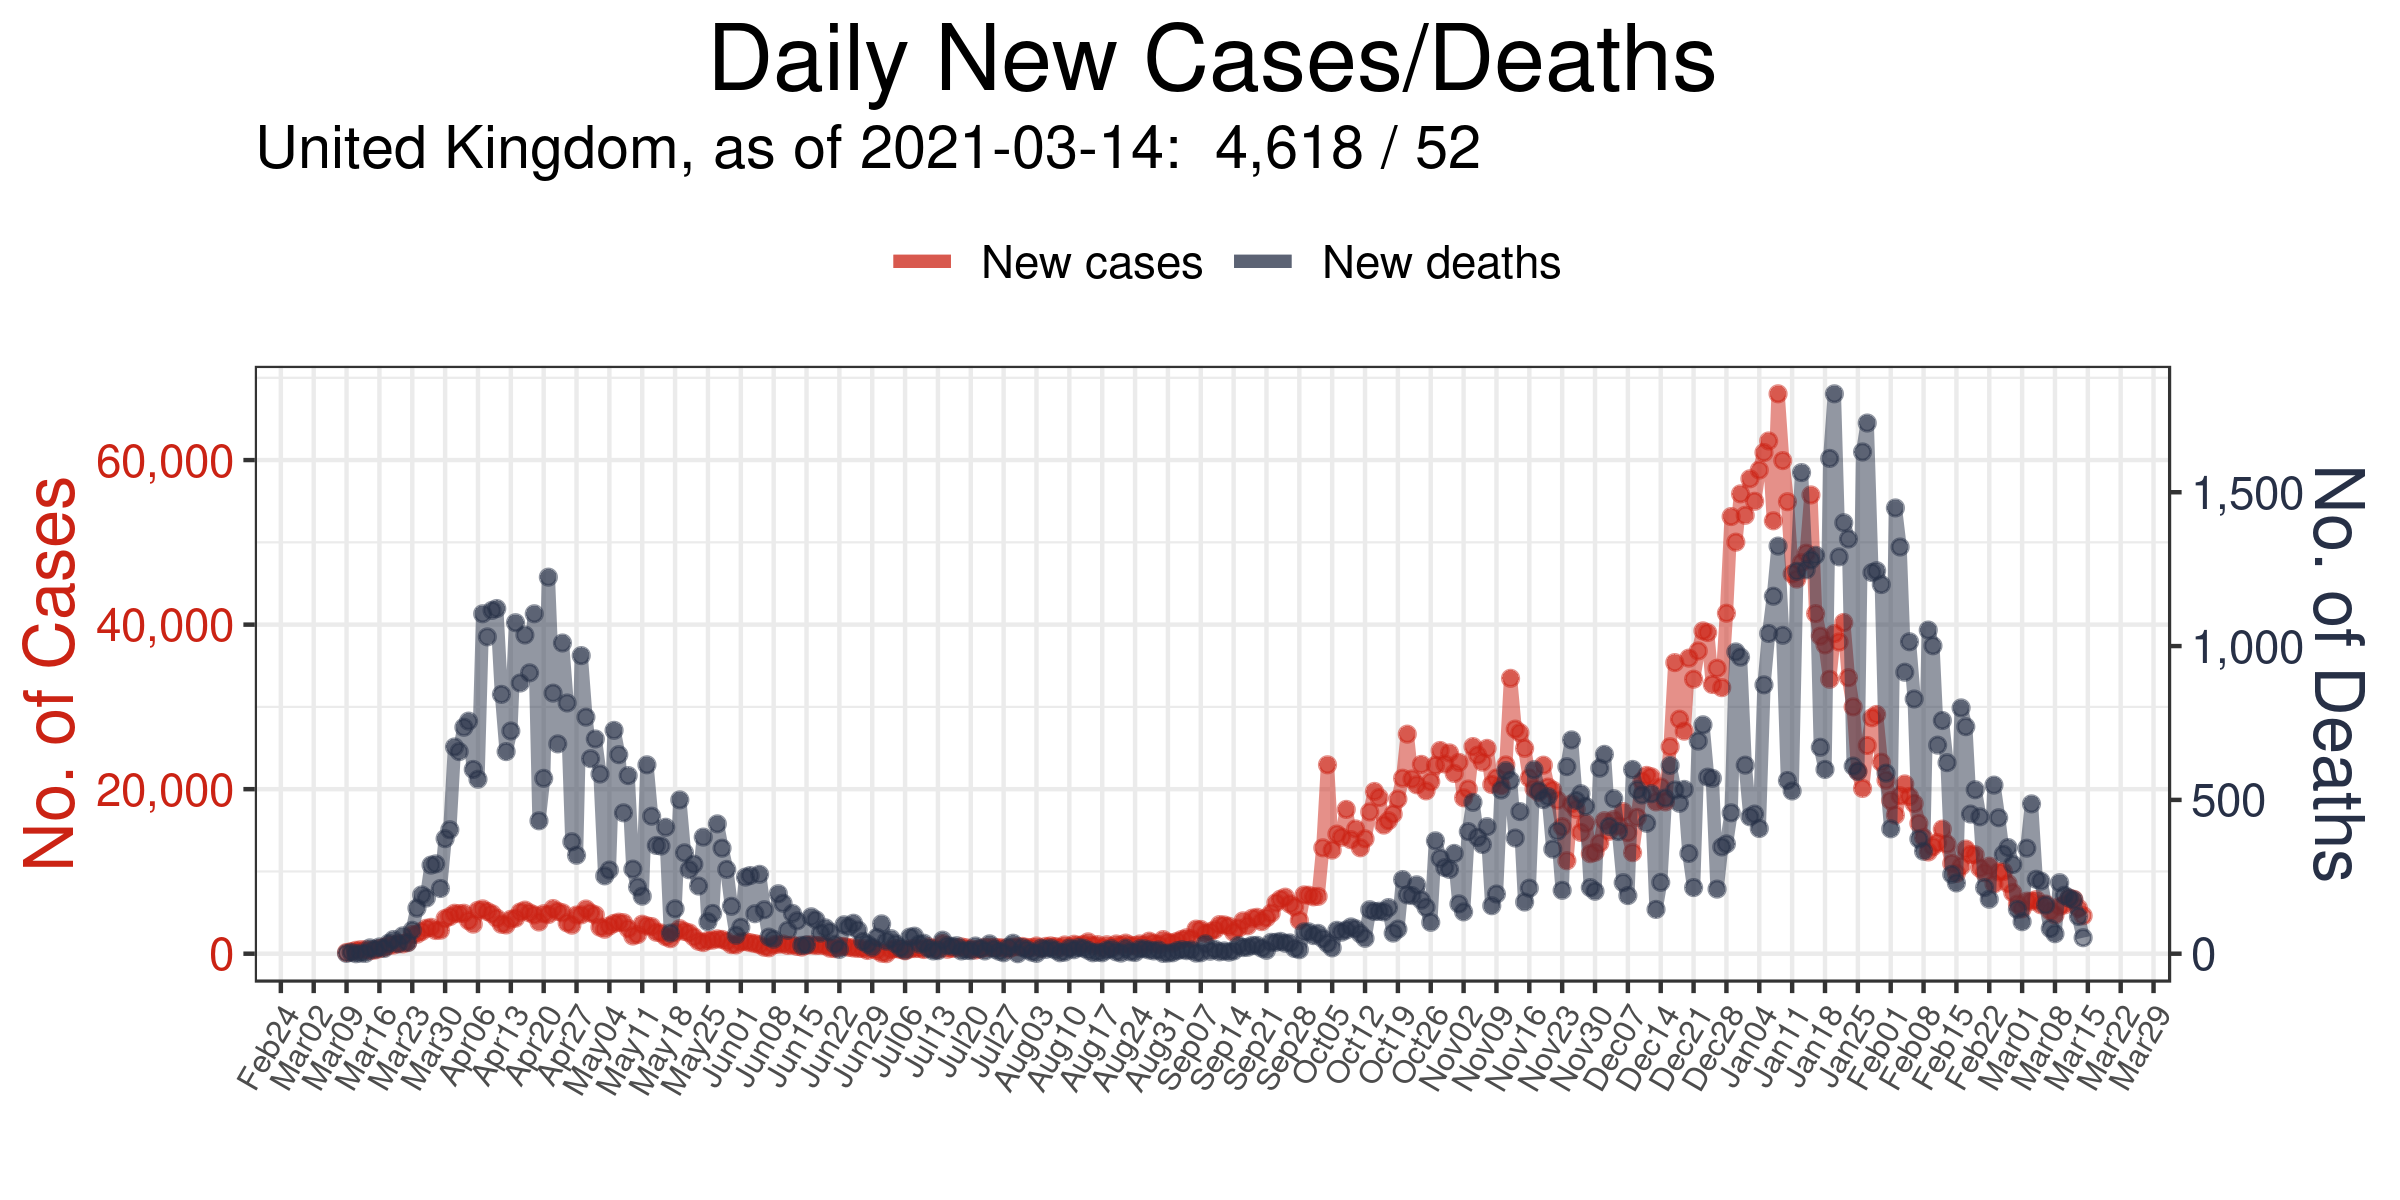 Daily New Cases/Deaths
United Kingdom, as of 2021-03-14:  4,618 / 52
New cases
New deaths
No. of Cases
60,000
40,000
20,000
0
1,500
1,000
500
0
No. of Deaths
Feb24
Mar02
Mar09
Mar16
Mar23
Mar30
Apr06
Apr13
Apr20
Apr27
May04
May11
May18
May25
Jun01
Jun08
Jun15
Jun22
Jun29
Jul06
Jul13
Jul20
Jul27
Aug03
Aug10
Aug17
Aug24
Aug31
Sep07
Sep14
Sep21
Sep28
Oct05
Oct12
Oct19
Oct26
Nov02
Nov09
Nov16
Nov23
Nov30
Dec07
Dec14
Dec21
Dec28
Jan04
Jan11
Jan18
Jan25
Feb01
Feb08
Feb15
Feb22
Mar01
Mar08
Mar15
Mar22
Mar29